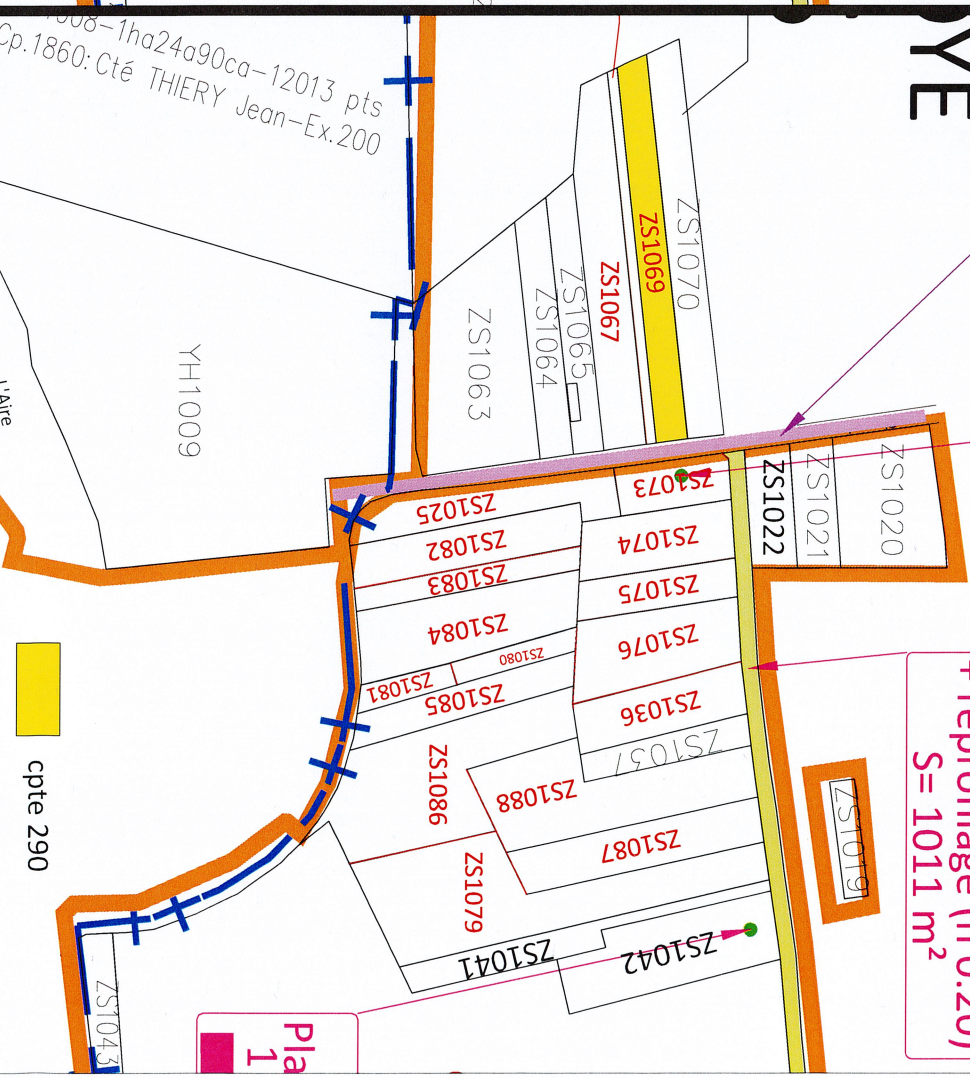 008-1ha24a90ca-12013 pts
Cp.1860: Cté THIERY Jean-Ex.200
YE
ZS1070
ZS1069
ZS1067
ZS1065
ZS1064
ZS1063
YH1009
L'Aire
ZS1020
ZS1021
ZS1022
ZS1073
ZS1025
ZS1074
ZS1082
ZS1083
ZS1075
ZS1084
ZS1076
ZS1080
ZS1081
ZS1085
ZS1036
ZS1037
ZS1086
ZS1088
ZS1087
ZS1019
ZS1079
ZS1041
ZS1042
ZS1043
cpte 290
S= 1011 m²
Pla
1